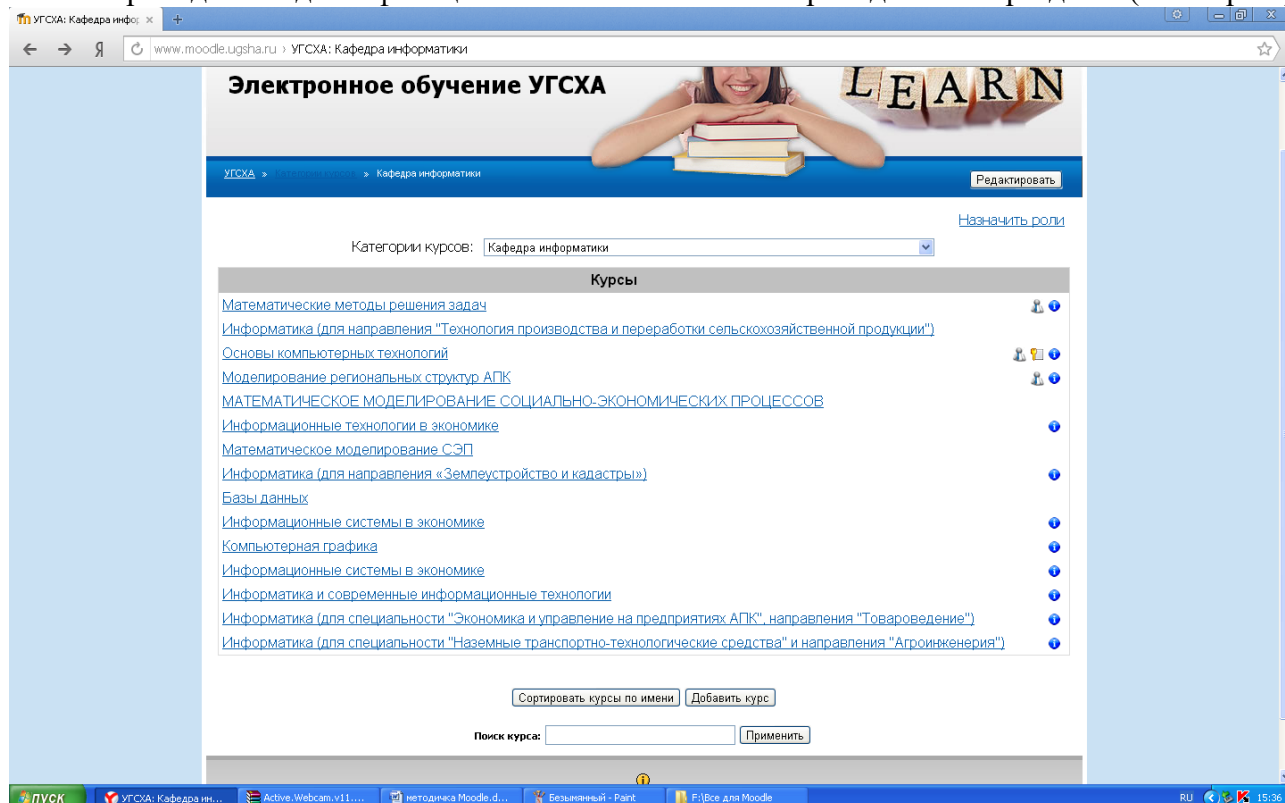 УГСХА: Кафедра инфор
www.moodle.ugsha.ru › УГСХА: Кафедра информатики
Электронное обучение УГСХА
LEARN
УГСХА » Категории курсов » Кафедра информатики
Редактировать
Назначить роли
Категории курсов: Кафедра информатики
Курсы
Математические методы решения задач
Информатика (для направления "Технология производства и переработки сельскохозяйственной продукции")
Основы компьютерных технологий
Моделирование региональных структур АПК
МАТЕМАТИЧЕСКОЕ МОДЕЛИРОВАНИЕ СОЦИАЛЬНО-ЭКОНОМИЧЕСКИХ ПРОЦЕССОВ
Информационные технологии в экономике
Математическое моделирование СЭП
Информатика (для направления «Землеустройство и кадастры»)
Базы данных
Информационные системы в экономике
Компьютерная графика
Информационные системы в экономике
Информатика и современные информационные технологии
Информатика (для специальности "Экономика и управление на предприятиях АПК", направления "Товароведение")
Информатика (для специальности "Наземные транспортно-технологические средства" и направления "Агроинженерия")
Сортировать курсы по имени Добавить курс
Поиск курса: Применить
пуск УГСХА: Кафедра ин... Active.Webcam.v11.... методичка Moodle.d... Безымянный - Paint F:\Все для Moodle RU 15:36